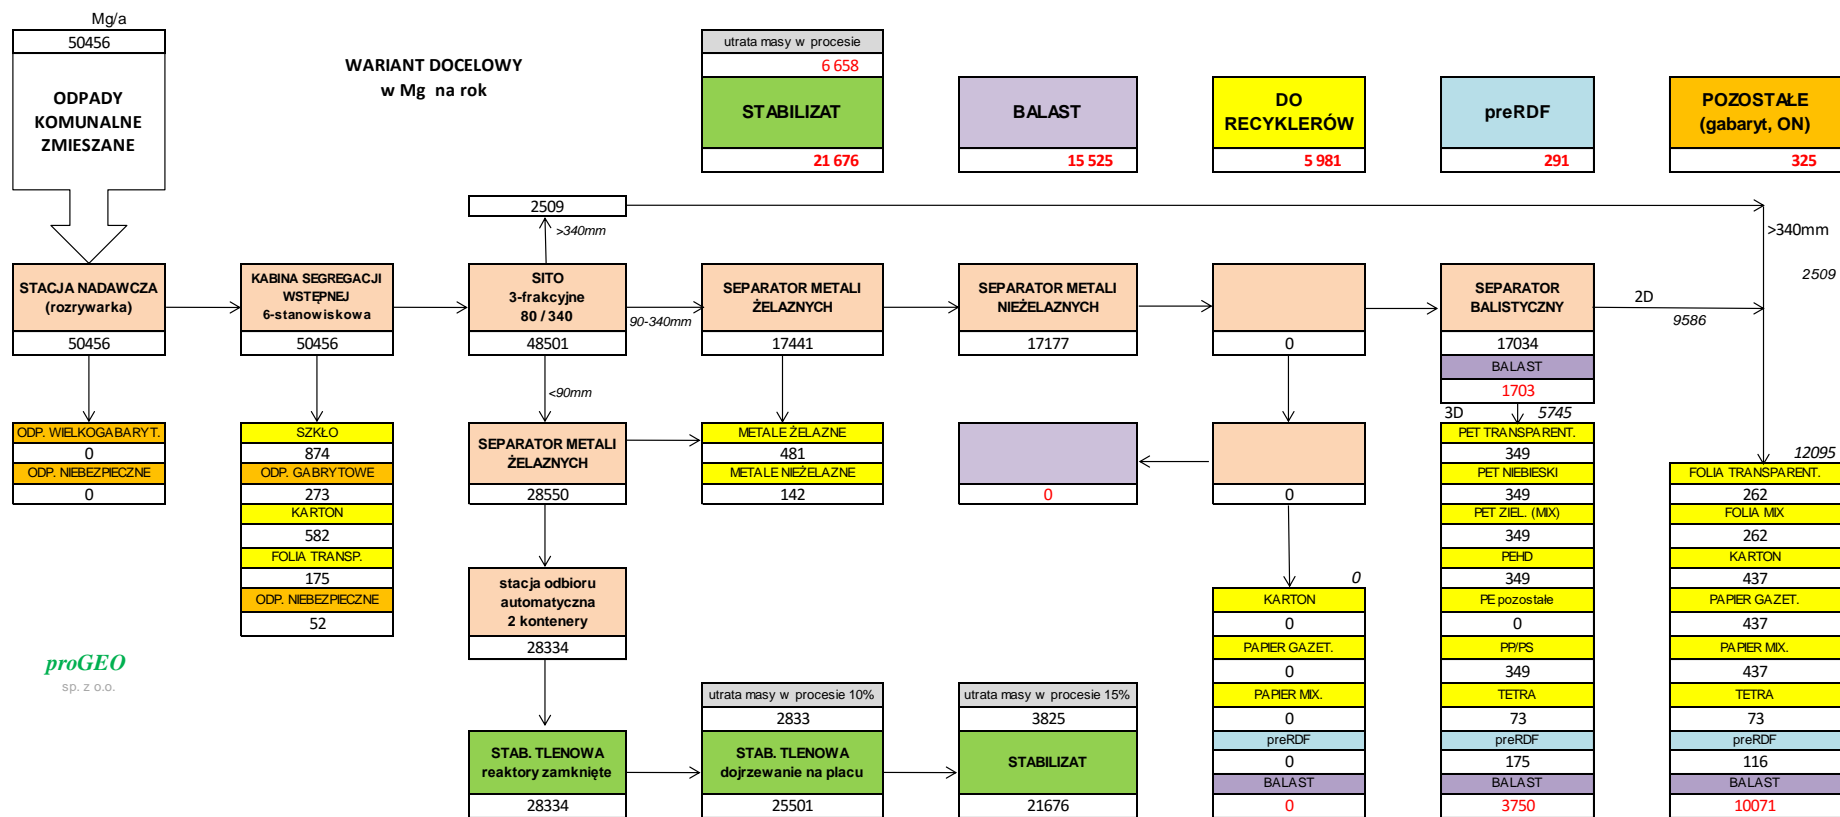 Mg/a
50456
ODPADY
KOMUNALNE
ZMIESZANE
WARIANT DOCELOWY
w Mg na rok
utrata masy w procesie
6 658
STABILIZAT
21 676
BALAST
15 525
DO
RECYKLERÓW
5 981
preRDF
291
POZOSTAŁE
(gabaryt, ON)
325
2509
>340mm
>340mm
2509
STACJA NADAWCZA
(rozrywarka)
50456
KABINA SEGREGACJI
WSTĘPNEJ
6-stanowiskowa
50456
SITO
3-frakcyjne
80 / 340
48501
90-340mm
<90mm
SEPARATOR METALI
ŻELAZNYCH
17441
SEPARATOR METALI
NIEŻELAZNYCH
17177
0
SEPARATOR
BALISTYCZNY
17034
BALAST
1703
2D
9586
3D
5745
12095
ODP. WIELKOGABARYT.
0
ODP. NIEBEZPIECZNE
0
SZKŁO
874
ODP. GABRYTOWE
273
KARTON
582
FOLIA TRANSP.
175
ODP. NIEBEZPIECZNE
52
SEPARATOR METALI
ŻELAZNYCH
28550
METALE ŻELAZNE
481
METALE NIEŻELAZNE
142
0
0
stacja odbioru
automatyczna
2 kontenery
28334
0
KARTON
0
PAPIER GAZET.
0
PAPIER MIX.
0
preRDF
0
BALAST
0
PET TRANSPARENT.
349
PET NIEBIESKI
349
PET ZIEL. (MIX)
349
PEHD
349
PE pozostałe
0
PP/PS
349
TETRA
73
preRDF
175
BALAST
3750
FOLIA TRANSPARENT.
262
FOLIA MIX
262
KARTON
437
PAPIER GAZET.
437
PAPIER MIX.
437
TETRA
73
preRDF
116
BALAST
10071
proGEO
sp. z o.o.
STAB. TLENOWA
reaktory zamknięte
28334
utrata masy w procesie 10%
2833
STAB. TLENOWA
dojrzewanie na placu
25501
utrata masy w procesie 15%
3825
STABILIZAT
21676